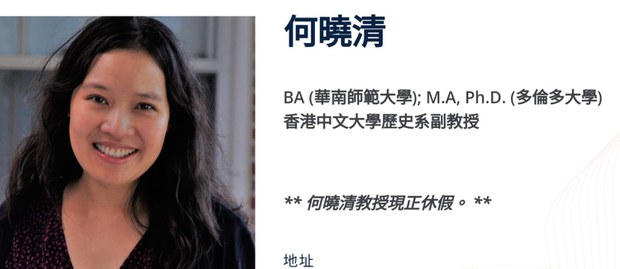 何曉清
BA (華南師範大學); M.A, Ph.D. (多倫多大學)
香港中文大學歷史系副教授
** 何曉清教授現正休假。 **
地址